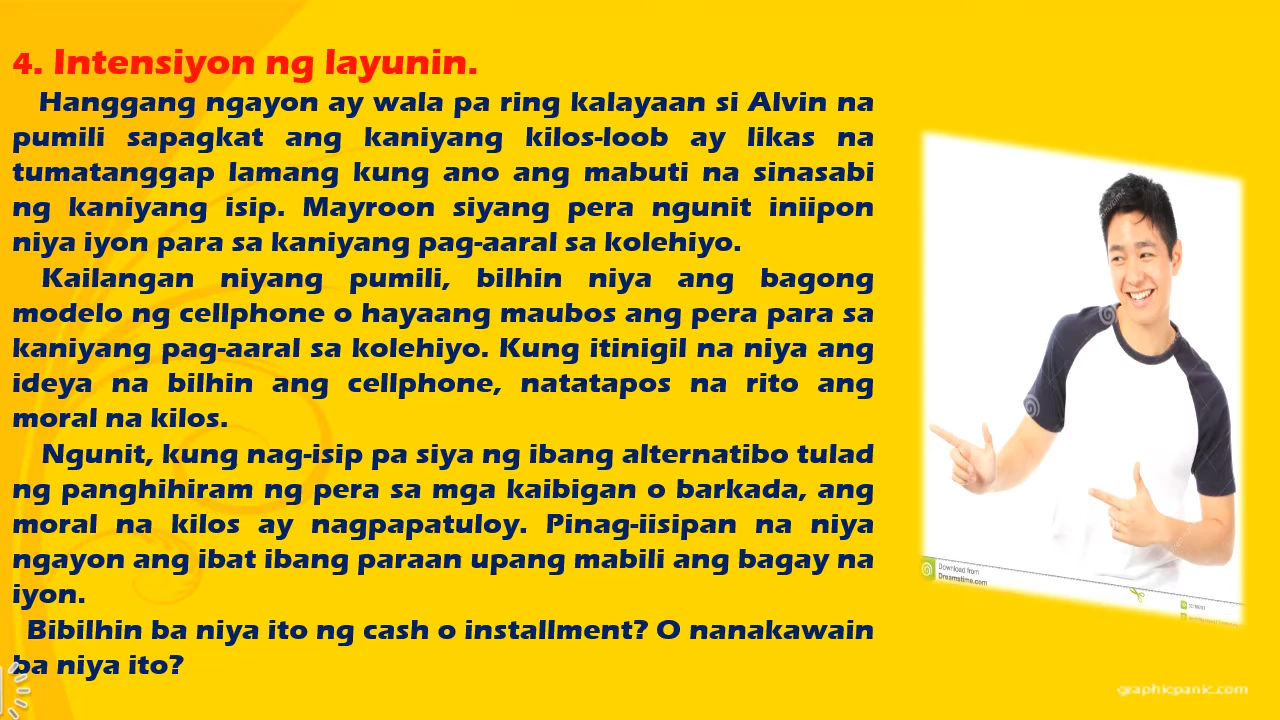 4. Intensiyon ng layunin.
Hanggang ngayon ay wala pa ring kalayaan si Alvin na
pumili sapagkat ang kaniyang kilos-loob ay likas na
tumatanggap lamang kung ano ang mabuti na sinasabi
ng kaniyang isip. Mayroon siyang pera ngunit iniipon
niya iyon para sa kaniyang pag-aaral sa kolehiyo.
Kailangan niyang pumili, bilhin niya ang bagong
modelo ng cellphone o hayaang maubos ang pera para sa
kaniyang pag-aaral sa kolehiyo. Kung itinigil na niya ang
ideya na bilhin ang cellphone, natatapos na rito ang
moral na kilos.
Ngunit, kung nag-isip pa siya ng ibang alternatibo tulad
ng panghihiram ng pera sa mga kaibigan o barkada, ang
moral na kilos ay nagpapatuloy. Pinag-iisipan na niya
ngayon ang ibat ibang paraan upang mabili ang bagay na
iyon.
Bibilhin ba niya ito ng cash o installment? O nanakawain
ba niya ito?
Download from
Dreamstime.com
graphicpanic.com